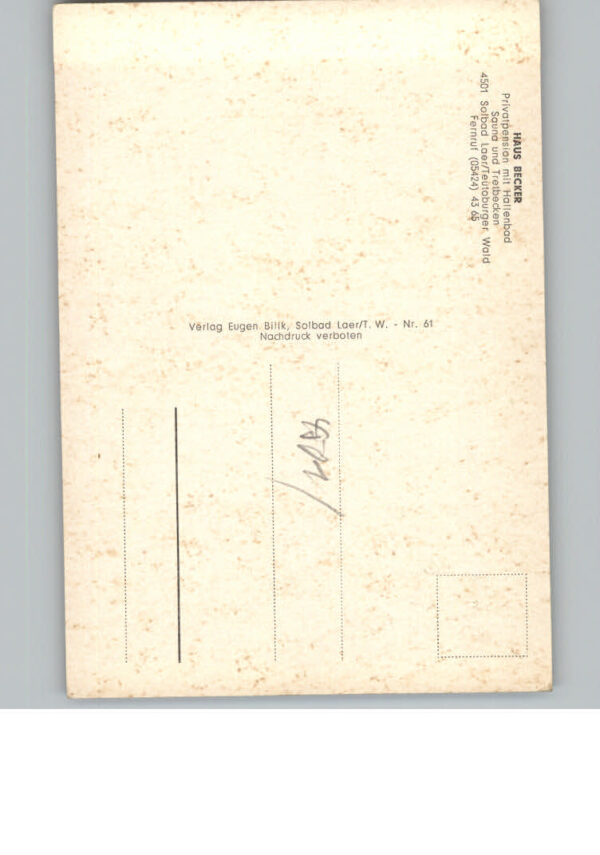 HAUS BECKER
Privatpension mit Hallenbad
Sauna und Tretbecken
4501 Solbad Laer/Teutoburger Wald
Fernruf (05424) 43 65
Verlag Eugen Bilik, Solbad Laer/T. W. - Nr. 61
Nachdruck verboten